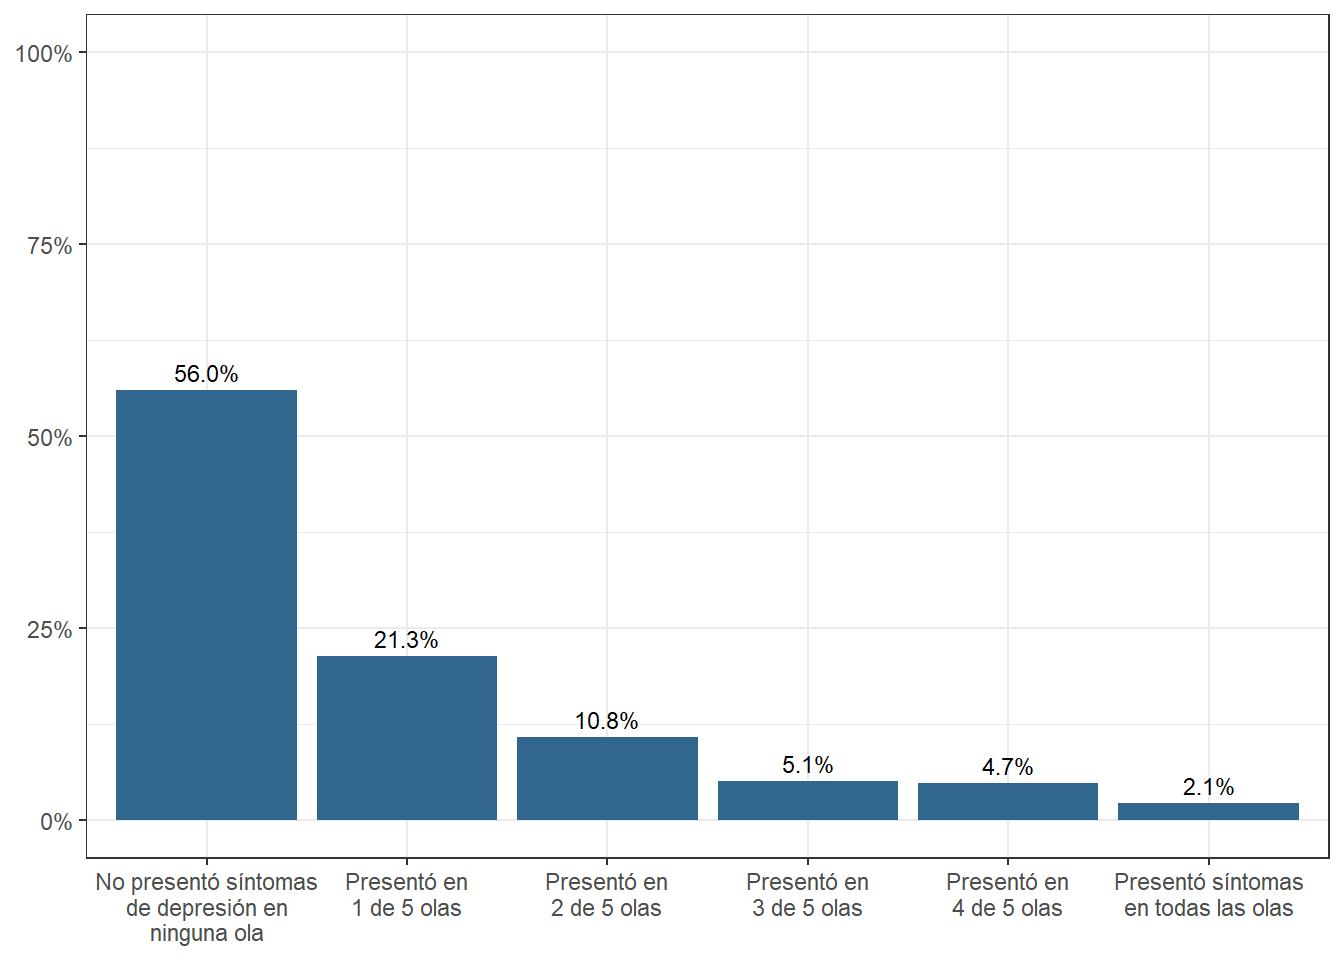 100%
75%
50%
25%
0%
56.0%
21.3%
10.8%
5.1%
4.7%
2.1%
No presentó síntomas
de depresión en
ninguna ola
Presentó en
1 de 5 olas
Presentó en
2 de 5 olas
Presentó en
3 de 5 olas
Presentó en
4 de 5 olas
Presentó síntomas
en todas las olas